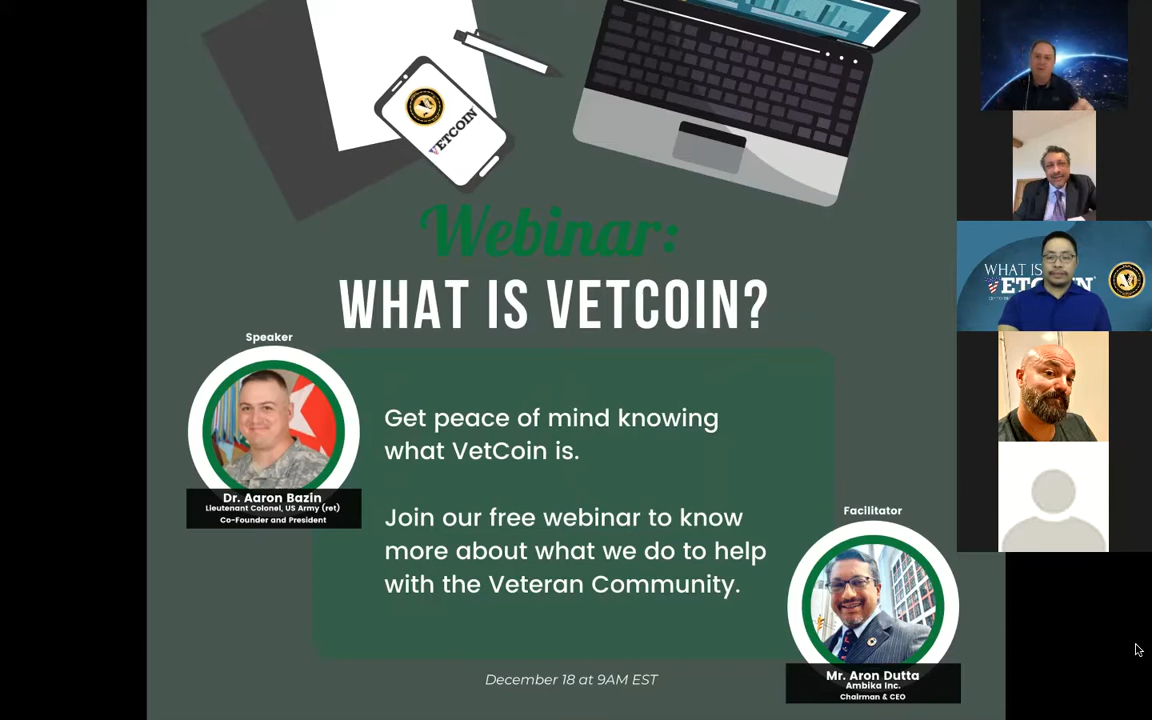 VETCOIN
Webinar:
WHAT IS VETCOIN?
Speaker
Dr. Aaron Bazin
Lieutenant Colonel, US Army (ret)
Co-Founder and President
Get peace of mind knowing
what VetCoin is.
Join our free webinar to know
more about what we do to help
with the Veteran Community.
Facilitator
Mr. Aron Dutta
Ambika Inc.
Chairman & CEO
December 18 at 9AM EST
WHAT IS